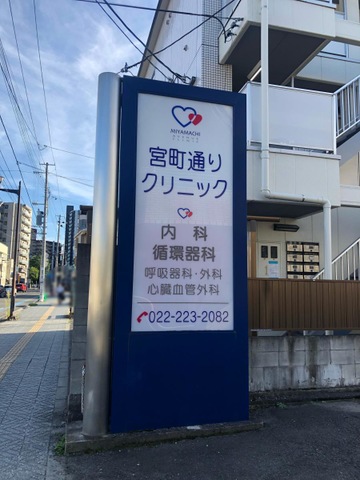 MIYAMACHI
宮町通り
クリニック
内 科
循環器科
呼吸器科・外科
心臓血管外科
022-223-2082